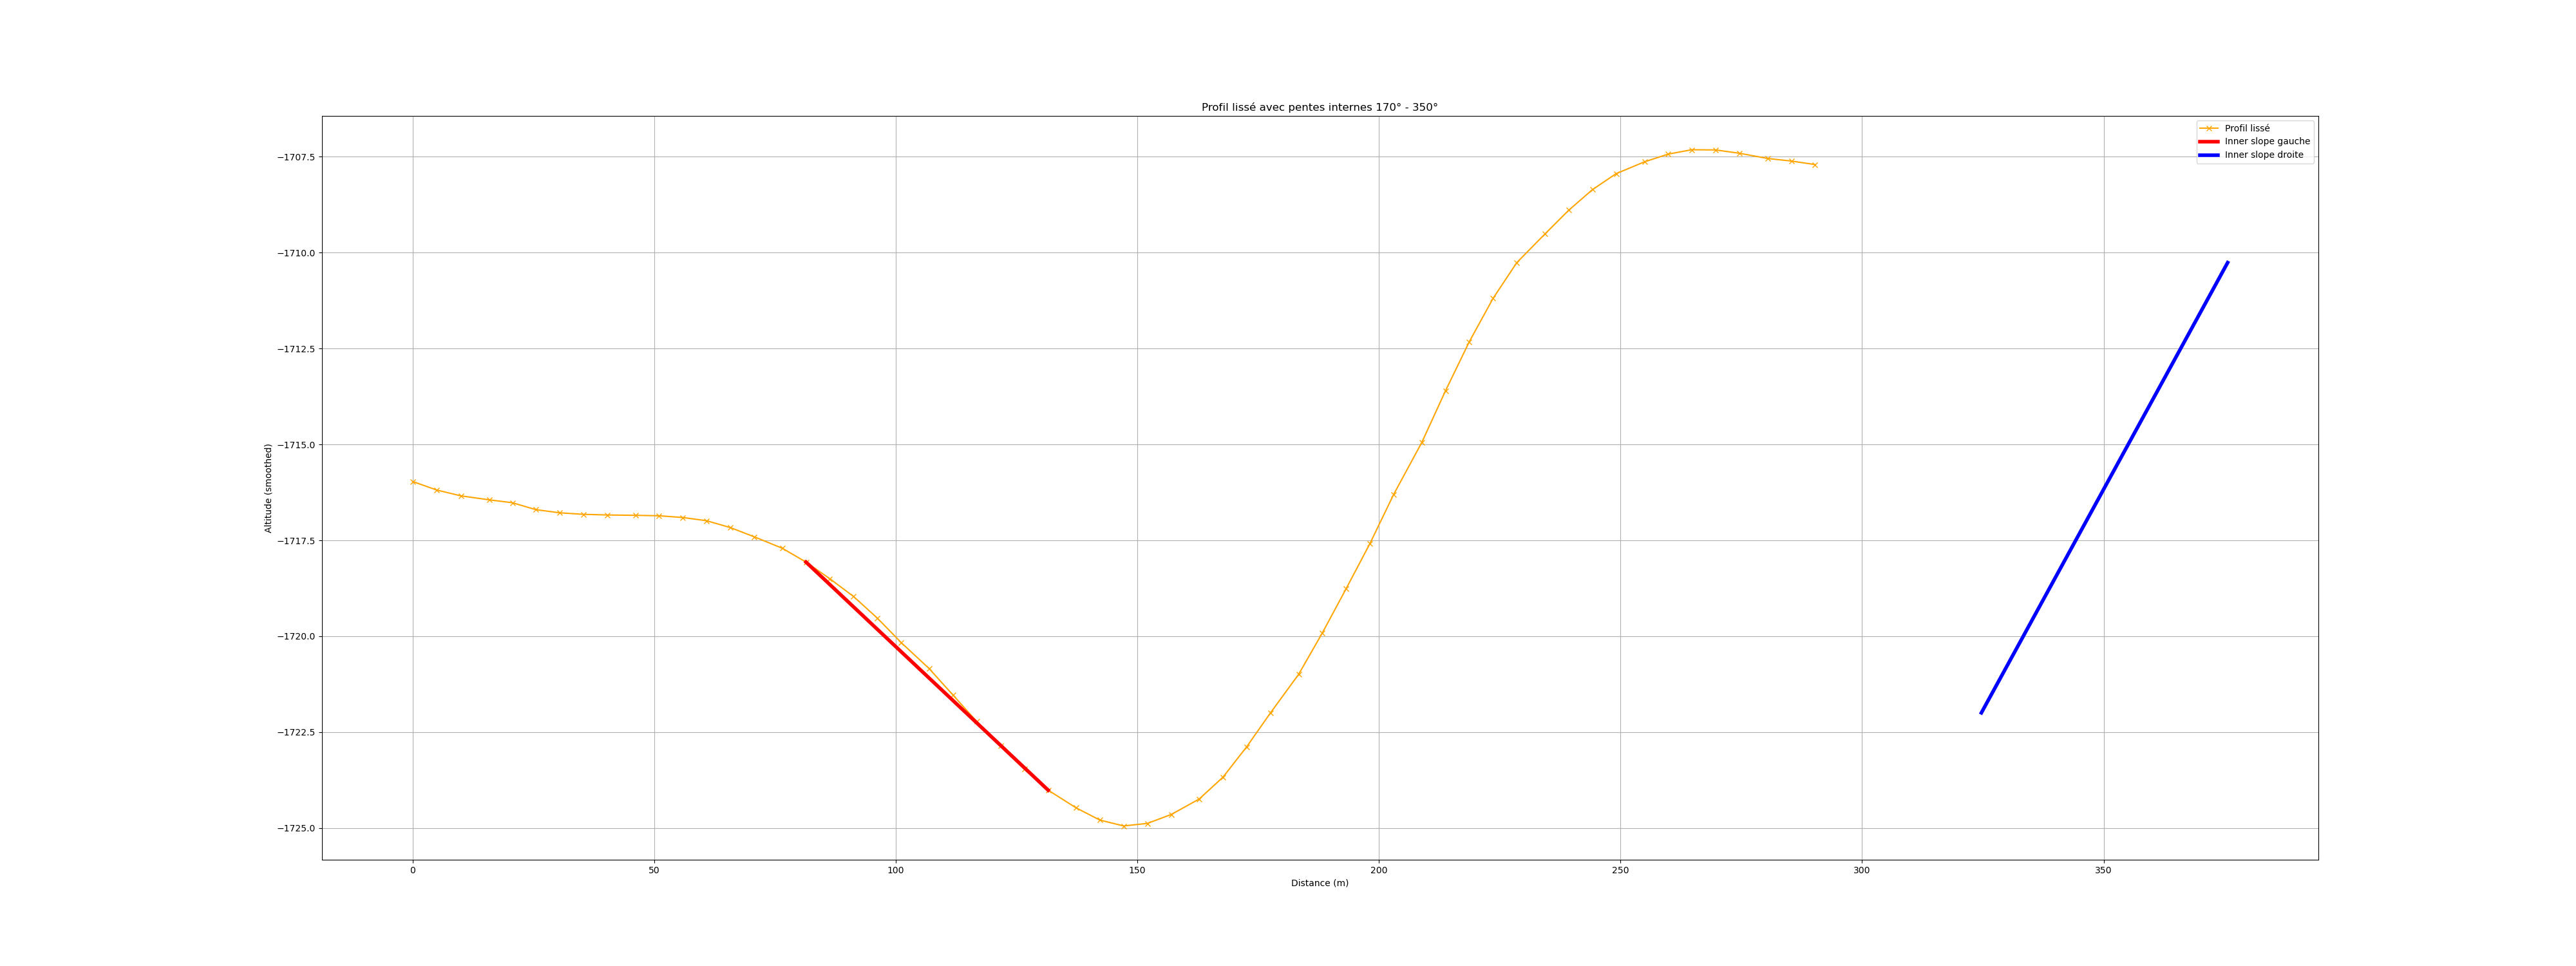 Profil lissé avec pentes internes 170° - 350°
Profil lissé
Inner slope gauche
Inner slope droite
−1707.5
−1710.0
−1712.5
−1715.0
−1717.5
−1720.0
−1722.5
−1725.0
Altitude (smoothed)
0 50 100 150 200 250 300 350
Distance (m)